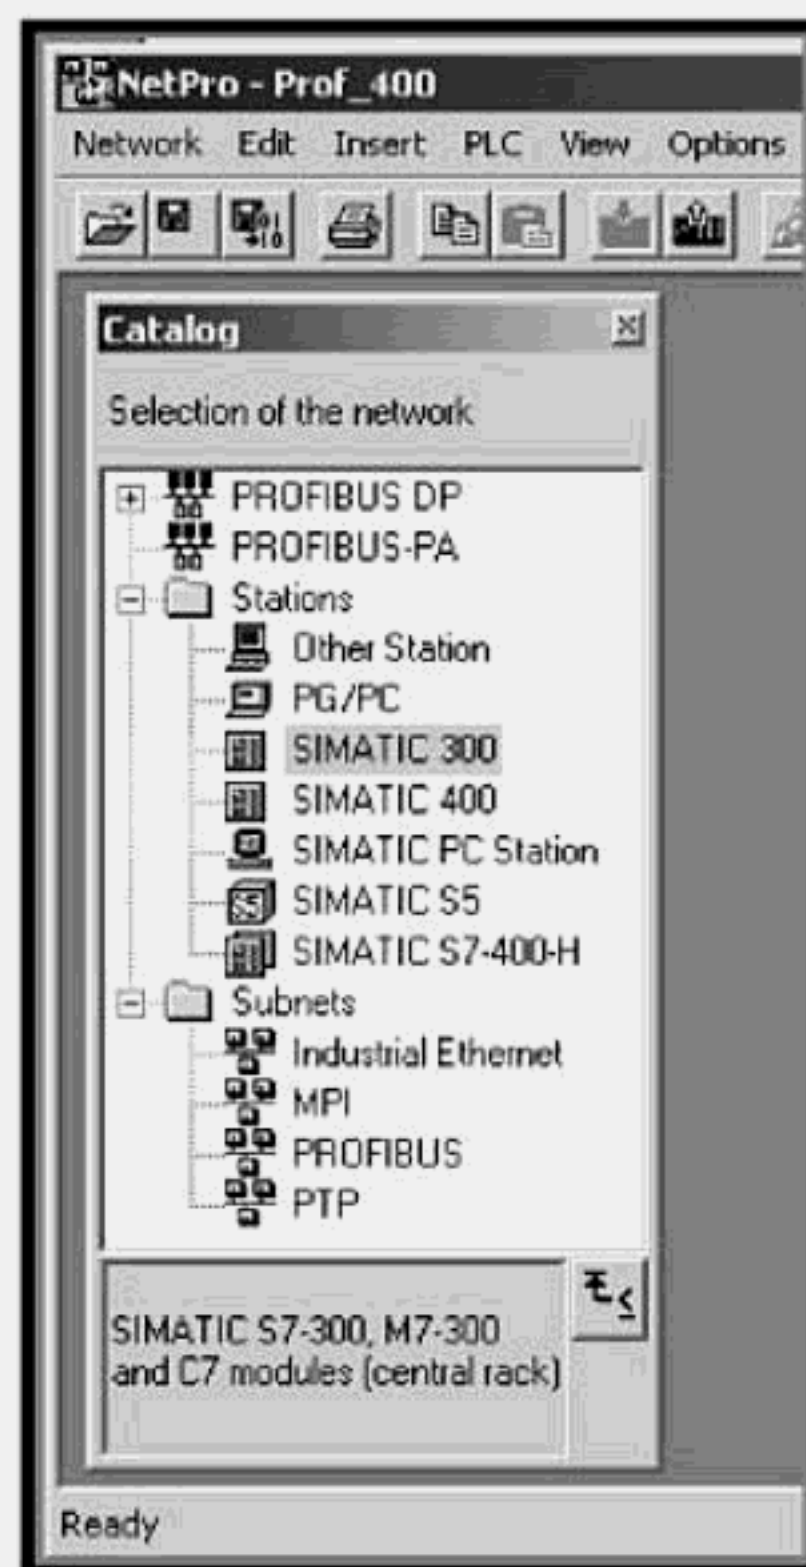 NetPro - Prof_400
Network Edit Insert PLC View Options
Catalog
Selection of the network
PROFIBUS DP
PROFIBUS-PA
Stations
Other Station
PG/PC
SIMATIC 300
SIMATIC 400
SIMATIC PC Station
S5 SIMATIC S5
SIMATIC S7-400-H
Subnets
Industrial Ethernet
MPI
PROFIBUS
PTP
SIMATIC S7-300, M7-300
and C7 modules (central rack)
Ready